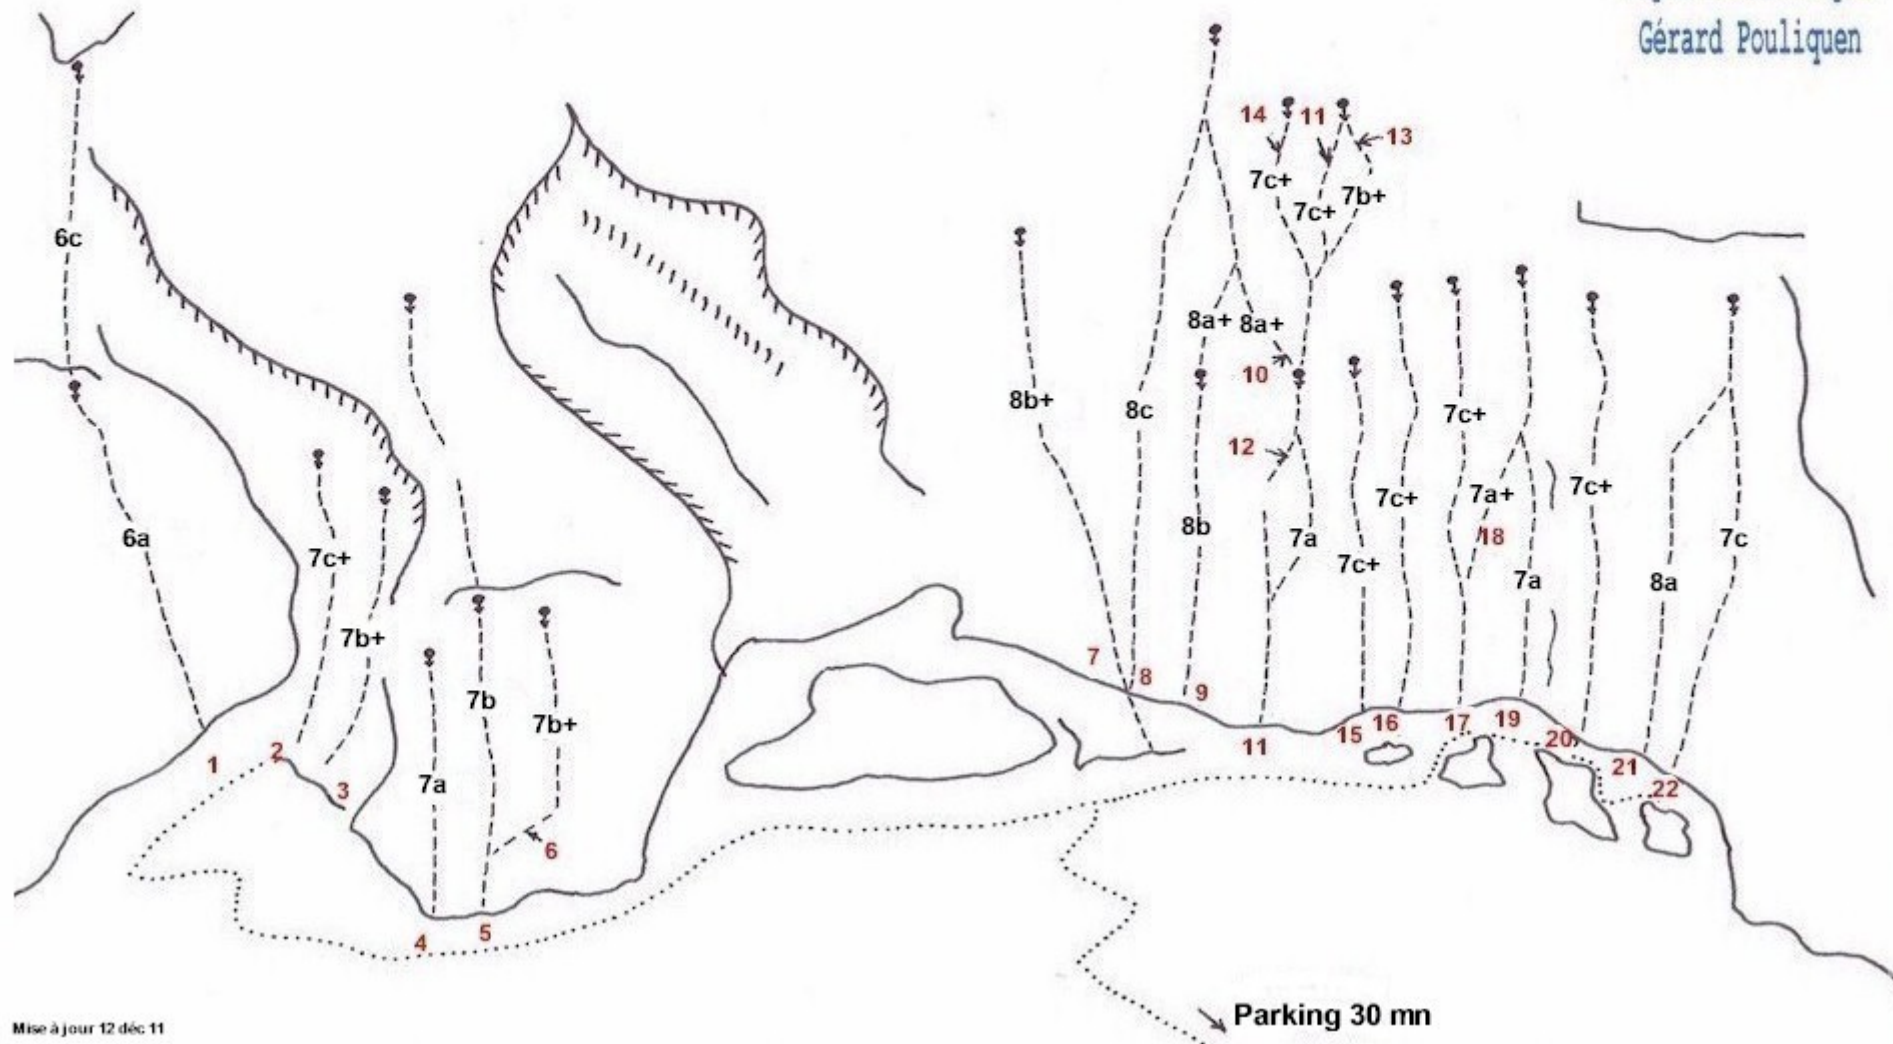 Gérard Pouliquen
14 11 13
7c+ 7c+ 7b+
6c
8a+ 8a+
10
8b+ 8c
7c+
12
6a
7c+
8b
7a
7c+
7a+
18
7c+
7c
7c+
7a
8a
7b+
7
8
9
7b
7b+
7a
1
2
3
6
4
5
11
15
16
17
19
20
21
22
Parking 30 mn
Mise à jour 12 déc 11